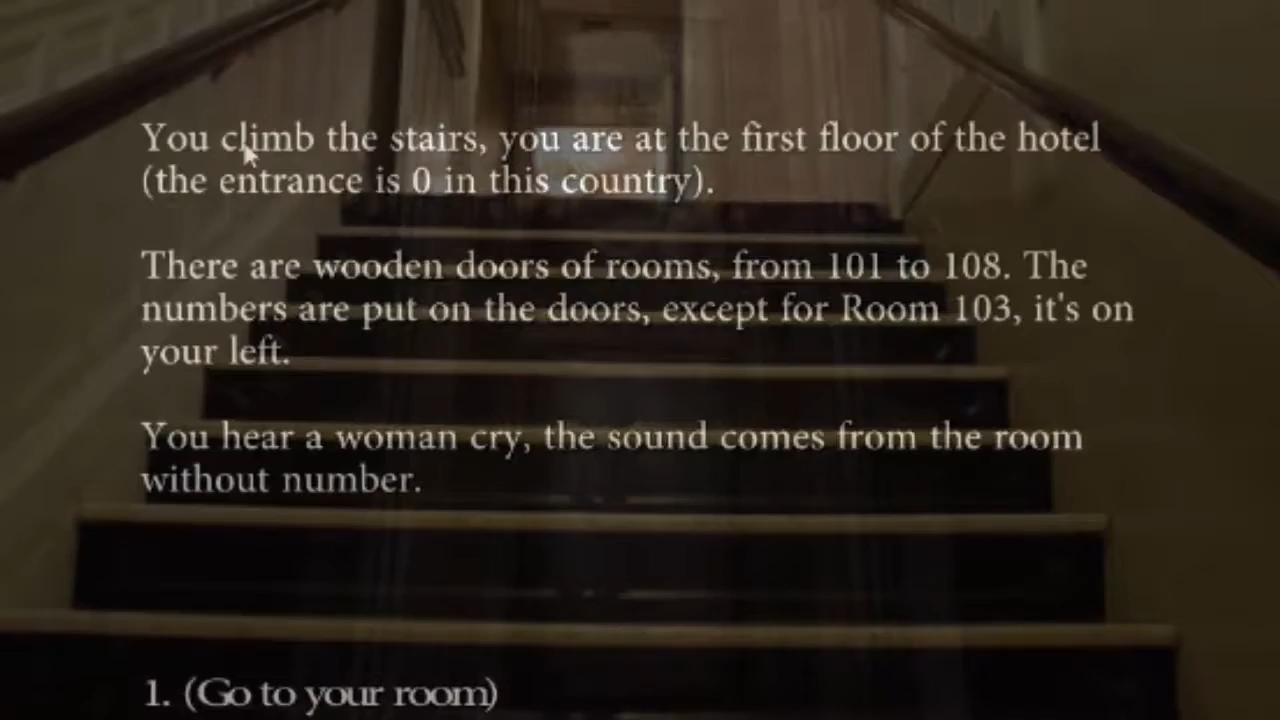 You climb the stairs, you are at the first floor of the hotel
(the entrance is 0 in this country).
There are wooden doors of rooms, from 101 to 108. The
numbers are put on the doors, except for Room 103, it's on
your left.
You hear a woman cry, the sound comes from the room
without number.
1. (Go to your room)